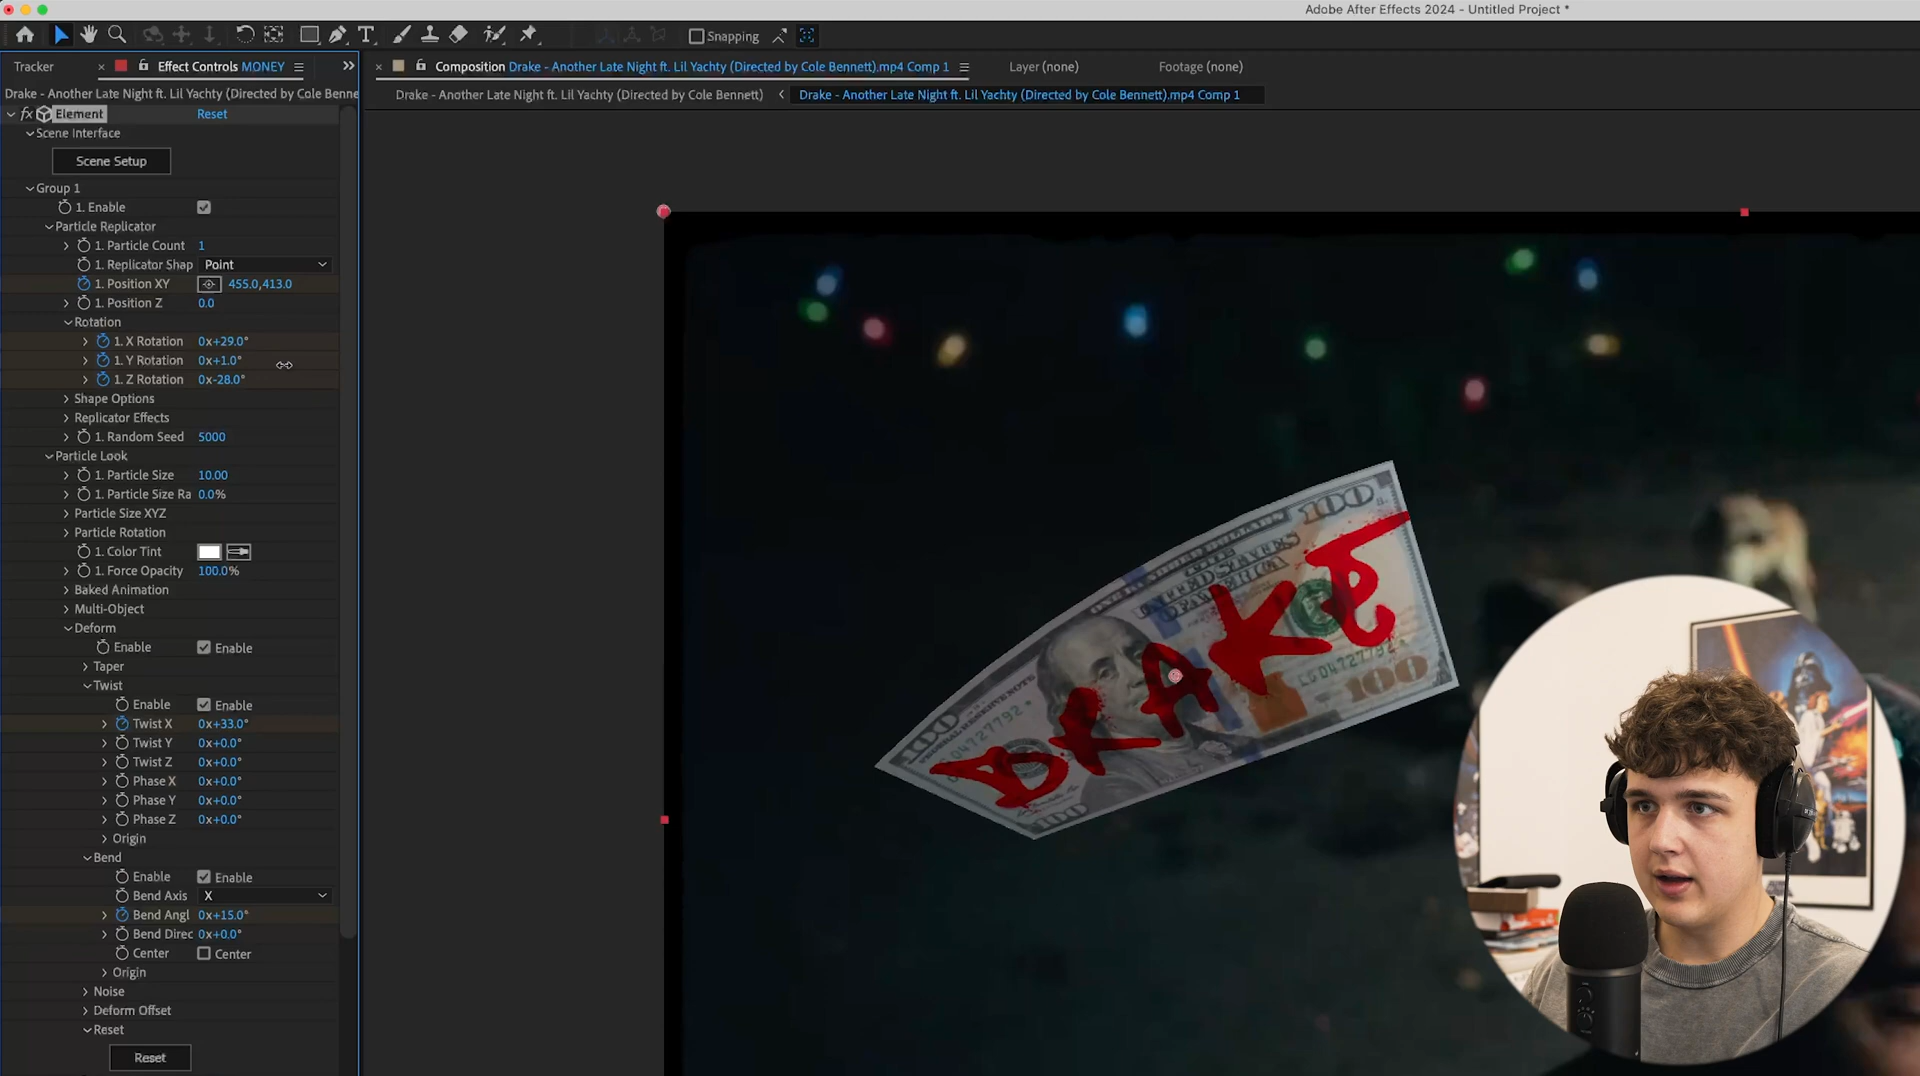 Adobe After Effects 2024 - Untitled Project *
Snapping
Tracker
Effect Controls MONEY
Composition Drake - Another Late Night ft. Lil Yachty (Directed by Cole Bennett).mp4 Comp 1
Layer (none)
Footage (none)
Drake - Another Late Night ft. Lil Yachty (Directed by Cole Benne
Drake - Another Late Night ft. Lil Yachty (Directed by Cole Bennett)
Drake - Another Late Night ft. Lil Yachty (Directed by Cole Bennett).mp4 Comp 1
fx Element Reset
Scene Interface
Scene Setup
Group 1
1. Enable
Particle Replicator
1. Particle Count 1
1. Replicator Shap Point
1. Position XY 455.0,413.0
1. Position Z 0.0
Rotation
1. X Rotation 0x+29.0°
1. Y Rotation 0x+1.0°
1. Z Rotation 0x-28.0°
Shape Options
Replicator Effects
1. Random Seed 5000
Particle Look
1. Particle Size 10.00
1. Particle Size Ra 0.0%
Particle Size XYZ
Particle Rotation
1. Color Tint
1. Force Opacity 100.0%
Baked Animation
Multi-Object
Deform
Enable Enable
Taper
Twist
Enable Enable
Twist X 0x+33.0°
Twist Y 0x+0.0°
Twist Z 0x+0.0°
Phase X 0x+0.0°
Phase Y 0x+0.0°
Phase Z 0x+0.0°
Origin
Bend
Enable Enable
Bend Axis X
Bend Angl 0x+15.0°
Bend Direc 0x+0.0°
Center Center
Origin
Noise
Deform Offset
Reset
Reset
100
DRAKE
100
100
100